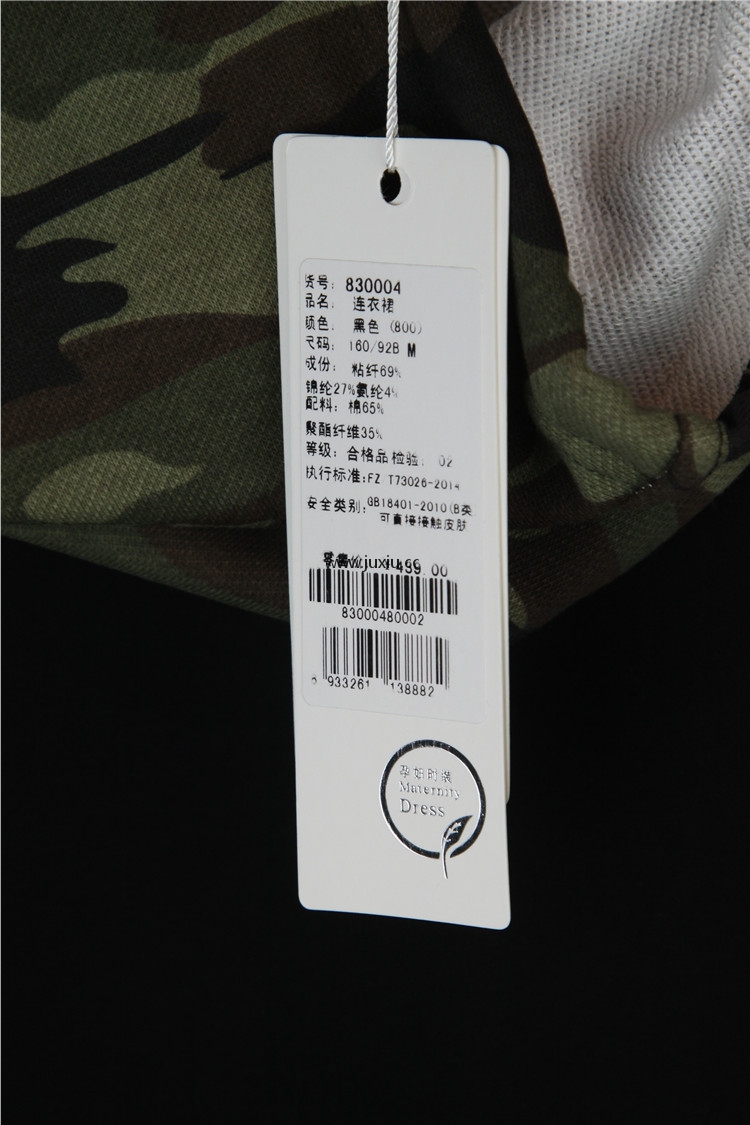 货号: 830004
品名: 连衣裙
颜色: 黑色 (800)
尺码: 160/92B M
成份: 粘纤69%
锦纶27%氨纶4%
配料: 棉65%
聚酯纤维35%
等级: 合格品 检验: 02
执行标准:FZ T73026-2014
安全类别:GB18401-2010(B类
可直接接触皮肤
www.juxiu.cc
00
83000480002
933261 138882
孕妇时装
Maternity
Dress